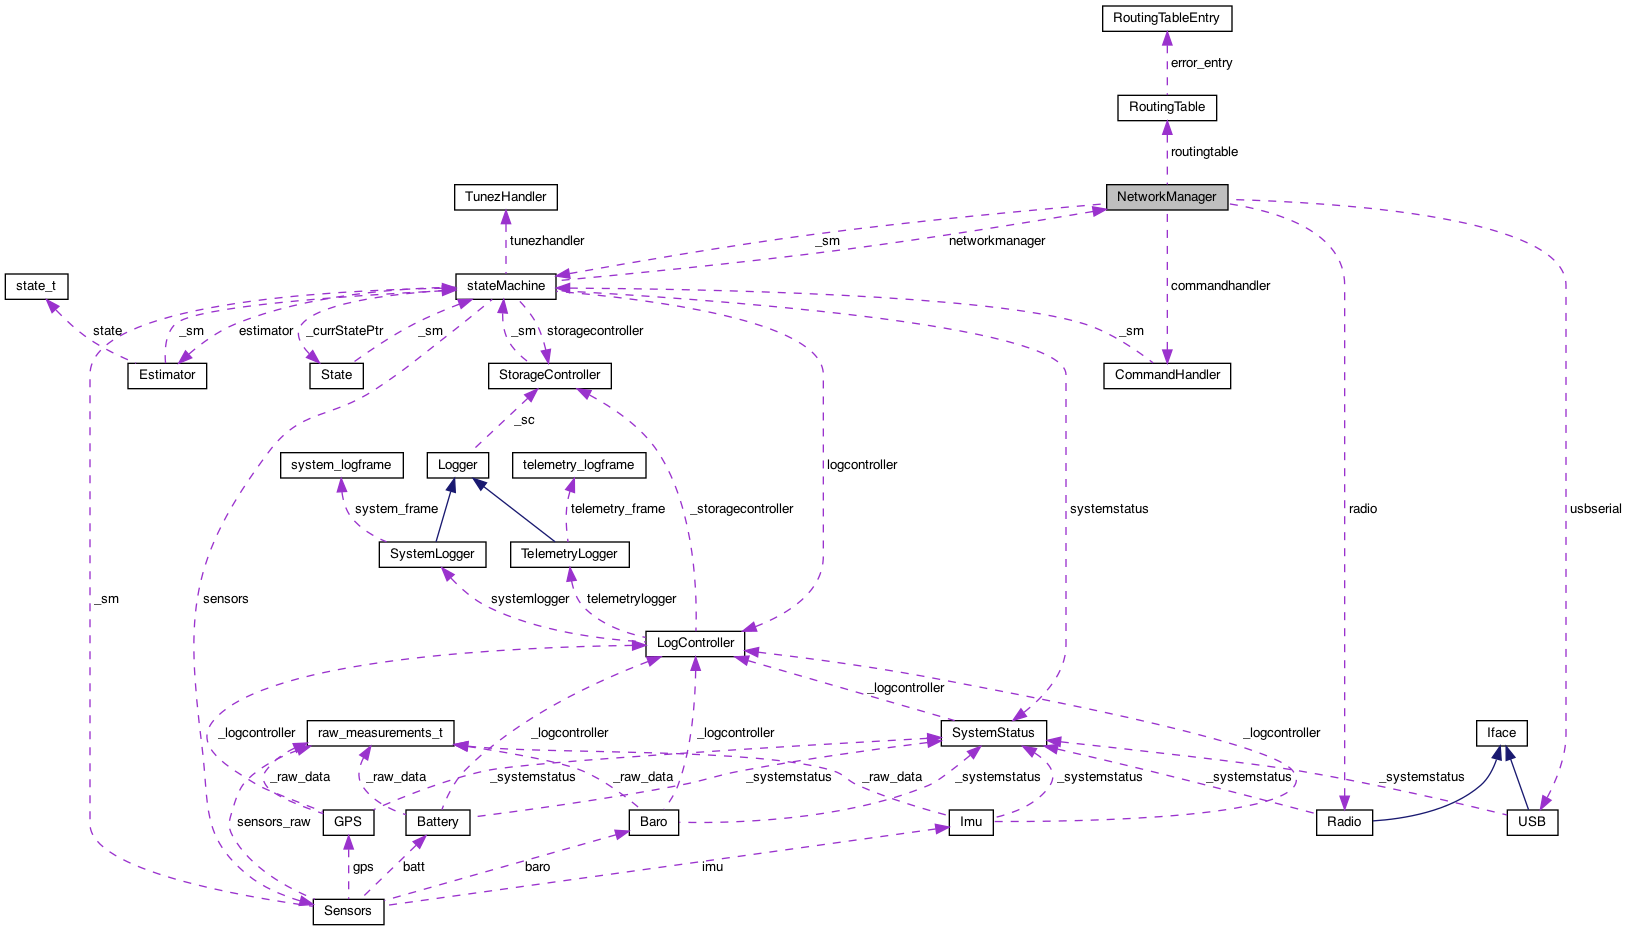 RoutingTableEntry
error_entry
RoutingTable
routingtable
TunezHandler
NetworkManager
tunezhandler
_sm
networkmanager
state_t
stateMachine
commandhandler
state
_sm
estimator
_currStatePtr
_sm
_sm
storagecontroller
_sm
Estimator
State
StorageController
CommandHandler
_sc
system_logframe
Logger
telemetry_logframe
logcontroller
system_frame
telemetry_frame
_storagecontroller
systemstatus
radio
usbserial
SystemLogger
TelemetryLogger
_sm
sensors
systemlogger
telemetrylogger
LogController
_logcontroller
_logcontroller
raw_measurements_t
_logcontroller
_logcontroller
SystemStatus
_logcontroller
Iface
_raw_data
_raw_data
_systemstatus
_raw_data
_systemstatus
_raw_data
_systemstatus
_systemstatus
_systemstatus
_systemstatus
sensors_raw
GPS
Battery
Baro
Imu
Radio
USB
gps
batt
baro
imu
Sensors